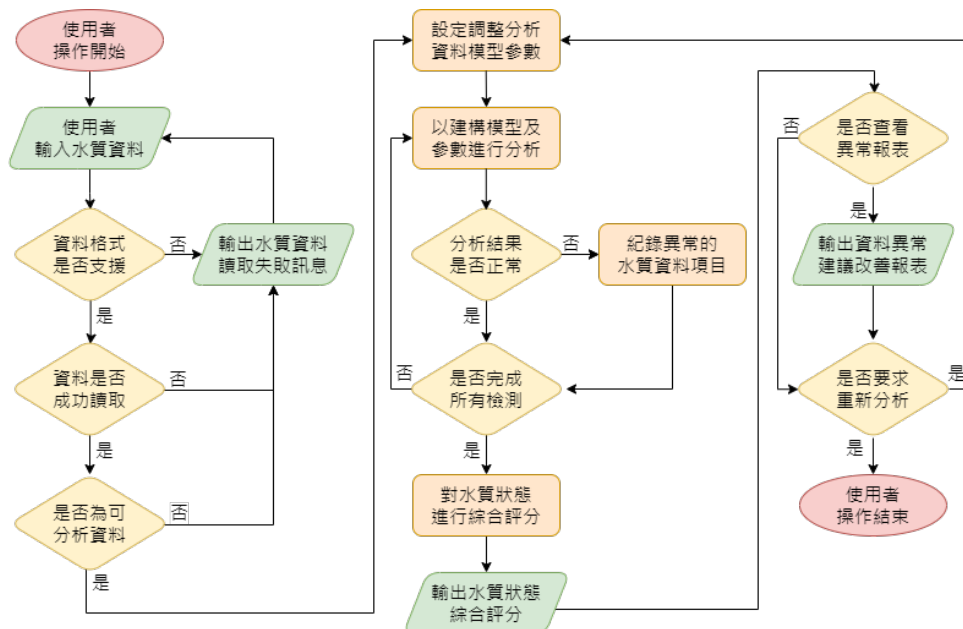 使用者
操作開始
使用者
輸入水質資料
資料格式
是否支援
否
輸出水質資料
讀取失敗訊息
是
資料是否
成功讀取
否
是
是否為可
分析資料
否
是
設定調整分析
資料模型參數
以建構模型及
參數進行分析
分析結果
是否正常
否
紀錄異常的
水質資料項目
是
是否完成
所有檢測
否
是
對水質狀態
進行綜合評分
輸出水質狀態
綜合評分
是否查看
異常報表
否
是
輸出資料異常
建議改善報表
是否要求
重新分析
是
是
使用者
操作結束